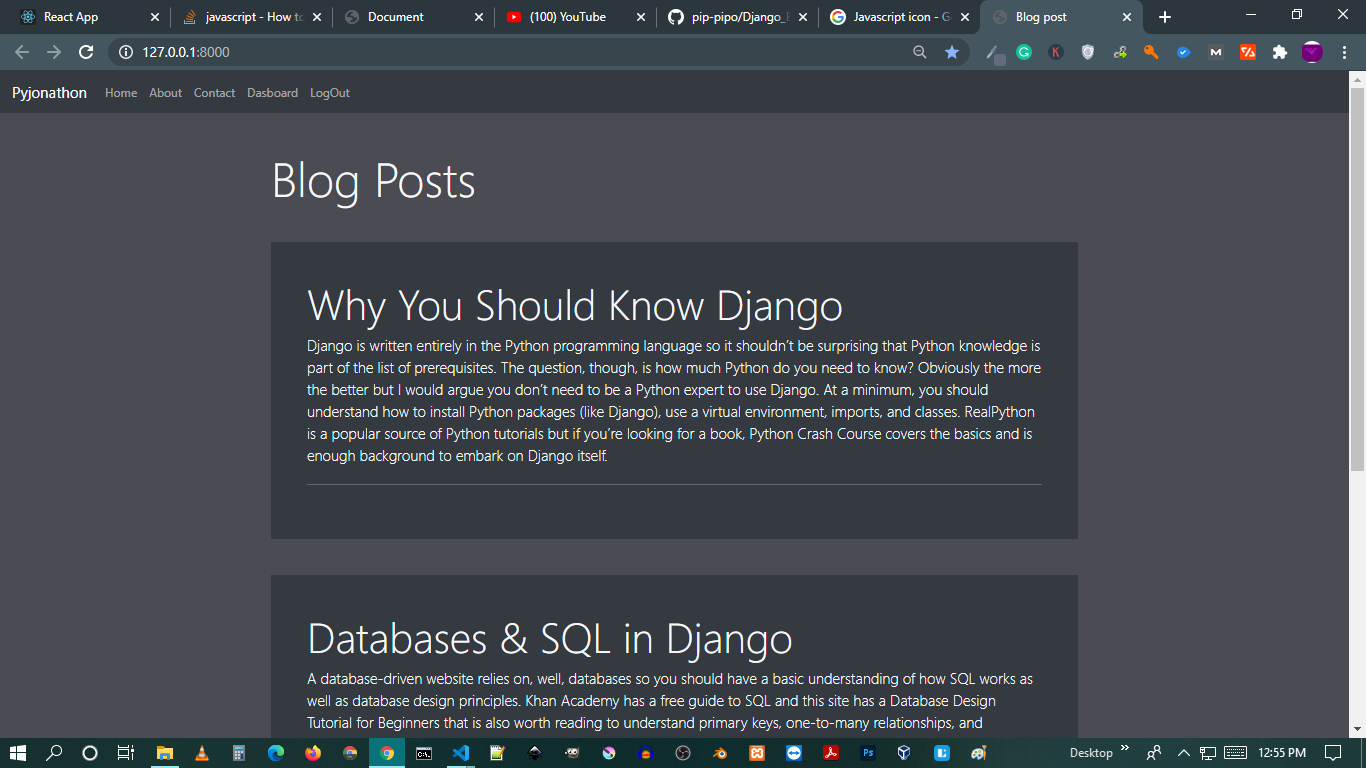 React App
javascript - How to
Document
(100) YouTube
pip-pipo/Django_
Javascript icon - G
Blog post
127.0.0.1:8000
Pyjonathon Home About Contact Dasboard LogOut
Blog Posts
Why You Should Know Django
Django is written entirely in the Python programming language so it shouldn’t be surprising that Python knowledge is
part of the list of prerequisites. The question, though, is how much Python do you need to know? Obviously the more
the better but I would argue you don’t need to be a Python expert to use Django. At a minimum, you should
understand how to install Python packages (like Django), use a virtual environment, imports, and classes. RealPython
is a popular source of Python tutorials but if you’re looking for a book, Python Crash Course covers the basics and is
enough background to embark on Django itself.
Databases & SQL in Django
A database-driven website relies on, well, databases so you should have a basic understanding of how SQL works as
well as database design principles. Khan Academy has a free guide to SQL and this site has a Database Design
Tutorial for Beginners that is also worth reading to understand primary keys, one-to-many relationships, and
Desktop
12:55 PM